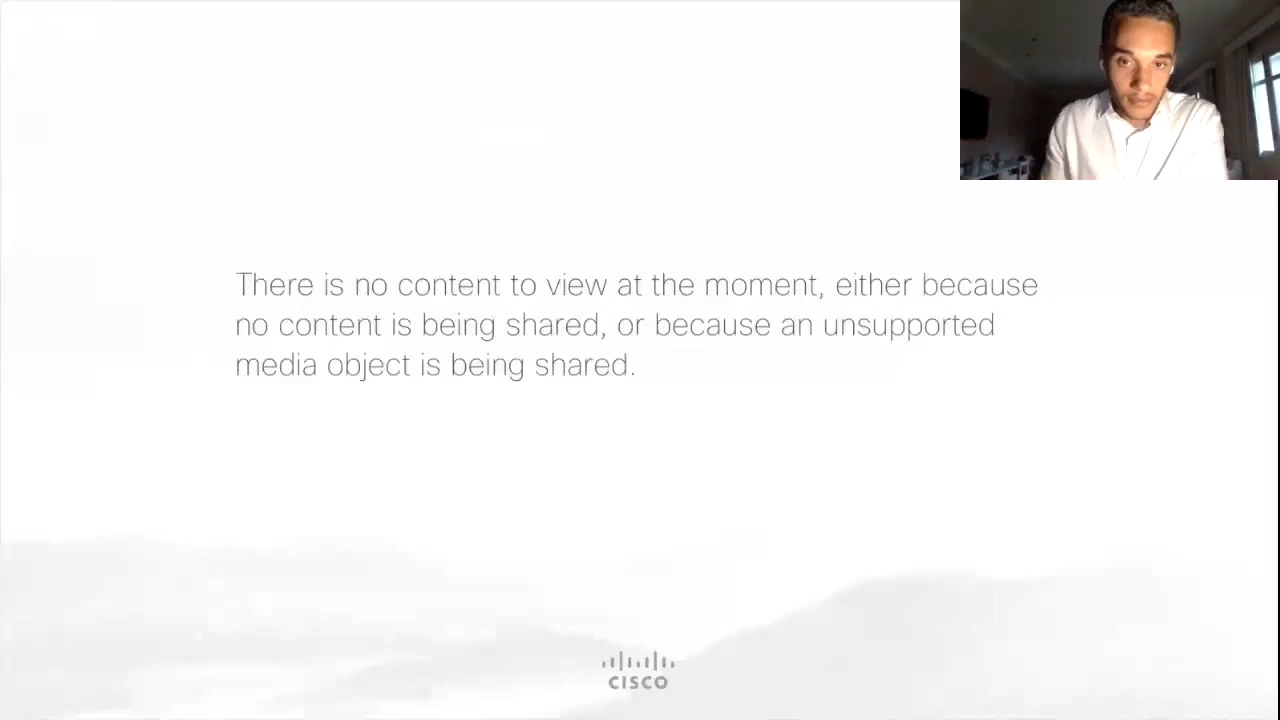 There is no content to view at the moment, either because
no content is being shared, or because an unsupported
media object is being shared.
CISCO